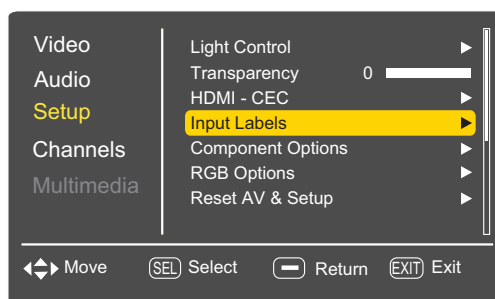 Video
Audio
Setup
Channels
Multimedia
Light Control
Transparency 0
HDMI - CEC
Input Labels
Component Options
RGB Options
Reset AV & Setup
Move SEL Select Return EXIT Exit